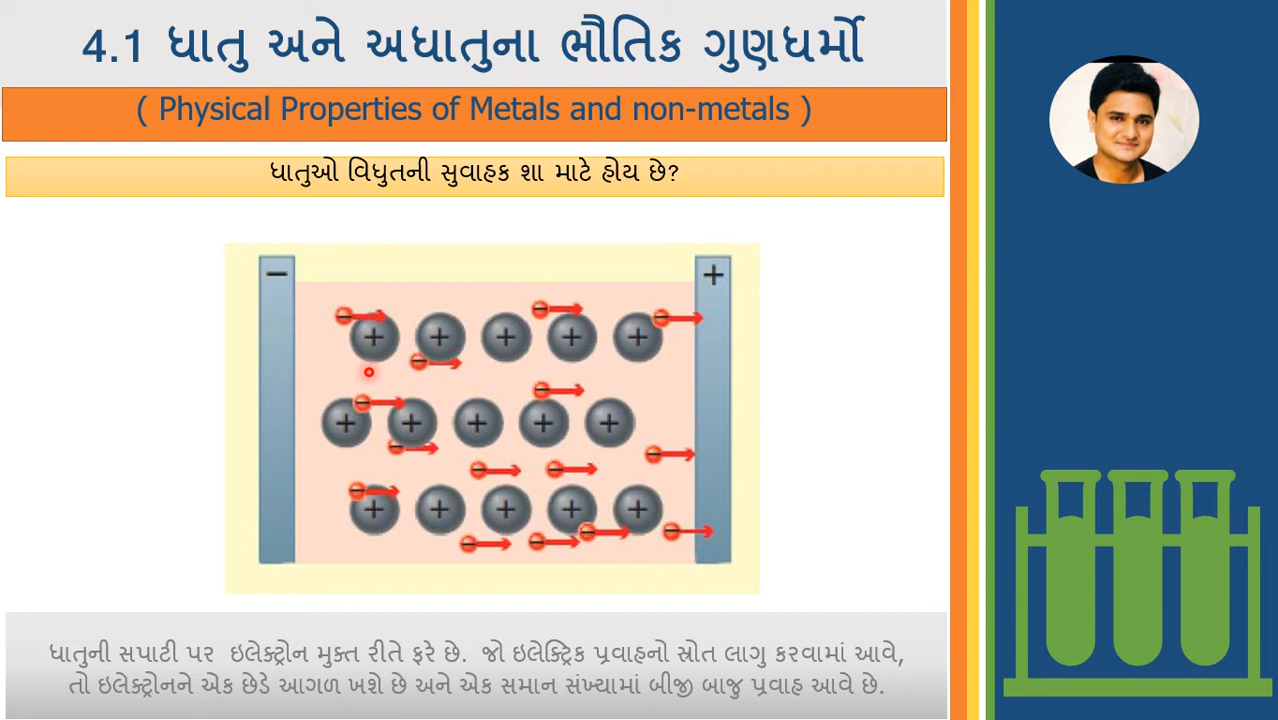 4.1 ધાતુ અને અધાતુના ભૌતિક ગુણધર્મો
( Physical Properties of Metals and non-metals )
ધાતુઓ વિધુતની સુવાહક શા માટે હોય છે?
− +
ધાતુની સપાટી પર ઇલેક્ટ્રોન મુક્ત રીતે ફરે છે. જો ઇલેક્ટ્રિક પ્રવાહનો સ્રોત લાગુ કરવામાં આવે,
તો ઇલેક્ટ્રોનને એક છેડે આગળ ખશે છે અને એક સમાન સંખ્યામાં બીજી બાજુ પ્રવાહ આવે છે.